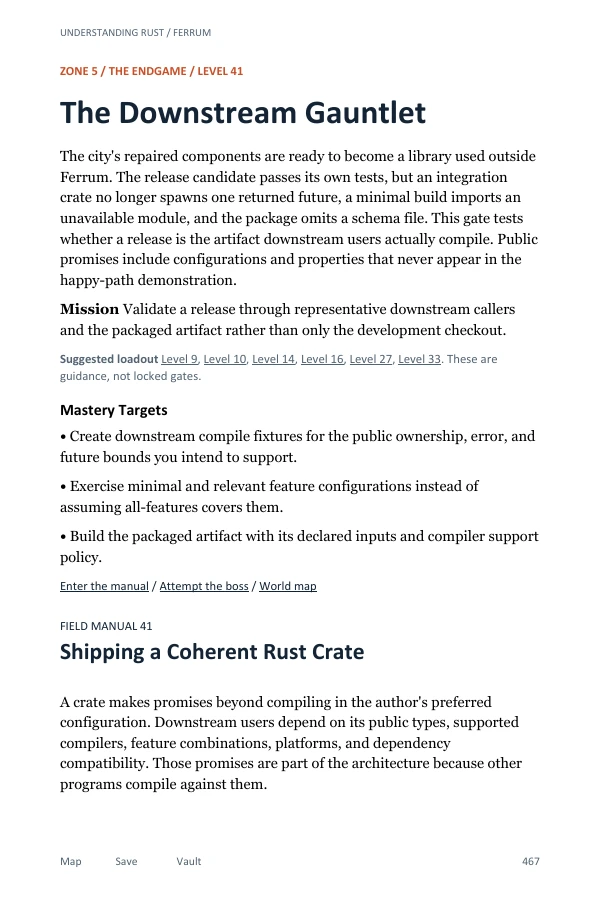 UNDERSTANDING RUST / FERRUM
ZONE 5 / THE ENDGAME / LEVEL 41
The Downstream Gauntlet
The city's repaired components are ready to become a library used outside
Ferrum. The release candidate passes its own tests, but an integration
crate no longer spawns one returned future, a minimal build imports an
unavailable module, and the package omits a schema file. This gate tests
whether a release is the artifact downstream users actually compile. Public
promises include configurations and properties that never appear in the
happy-path demonstration.
Mission Validate a release through representative downstream callers
and the packaged artifact rather than only the development checkout.
Suggested loadout Level 9, Level 10, Level 14, Level 16, Level 27, Level 33. These are
guidance, not locked gates.
Mastery Targets
• Create downstream compile fixtures for the public ownership, error, and
future bounds you intend to support.
• Exercise minimal and relevant feature configurations instead of
assuming all-features covers them.
• Build the packaged artifact with its declared inputs and compiler support
policy.
Enter the manual / Attempt the boss / World map
FIELD MANUAL 41
Shipping a Coherent Rust Crate
A crate makes promises beyond compiling in the author's preferred
configuration. Downstream users depend on its public types, supported
compilers, feature combinations, platforms, and dependency
compatibility. Those promises are part of the architecture because other
programs compile against them.
Map Save Vault 467